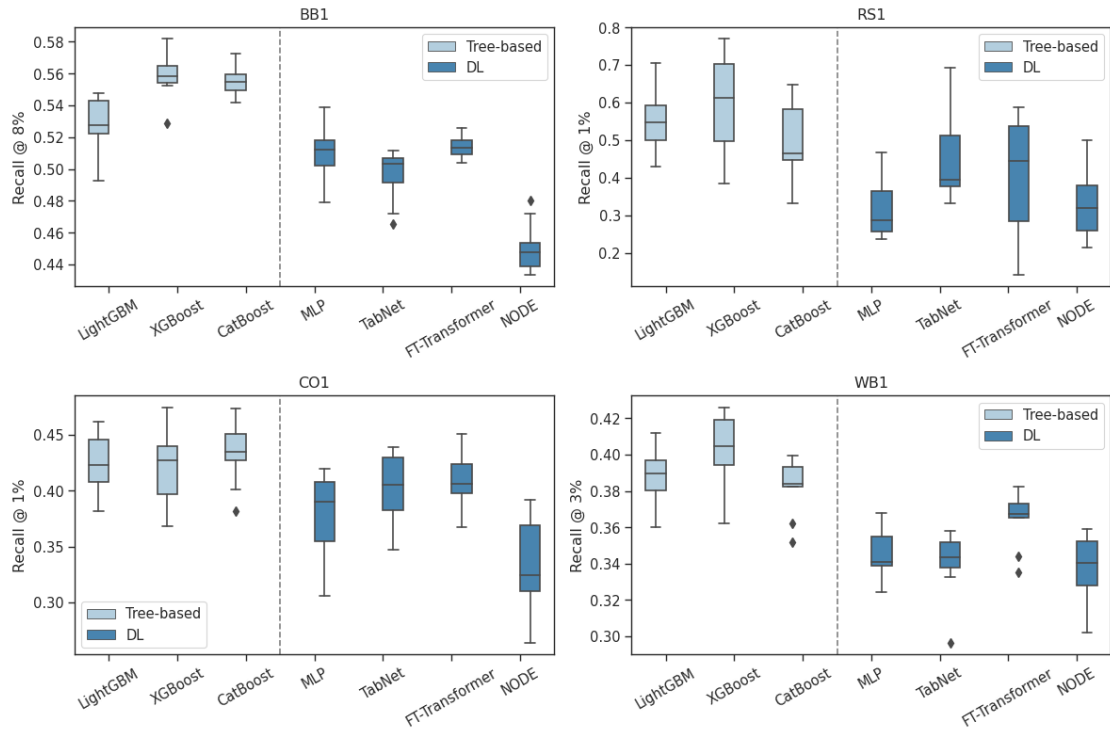 BB1
Recall @ 8%
0.58
0.56
0.54
0.52
0.50
0.48
0.46
0.44
Tree-based
DL
LightGBM
XGBoost
CatBoost
MLP
TabNet
FT-Transformer
NODE
RS1
Recall @ 1%
0.8
0.7
0.6
0.5
0.4
0.3
0.2
Tree-based
DL
LightGBM
XGBoost
CatBoost
MLP
TabNet
FT-Transformer
NODE
CO1
Recall @ 1%
0.45
0.40
0.35
0.30
Tree-based
DL
LightGBM
XGBoost
CatBoost
MLP
TabNet
FT-Transformer
NODE
WB1
Recall @ 3%
0.42
0.40
0.38
0.36
0.34
0.32
0.30
Tree-based
DL
LightGBM
XGBoost
CatBoost
MLP
TabNet
FT-Transformer
NODE